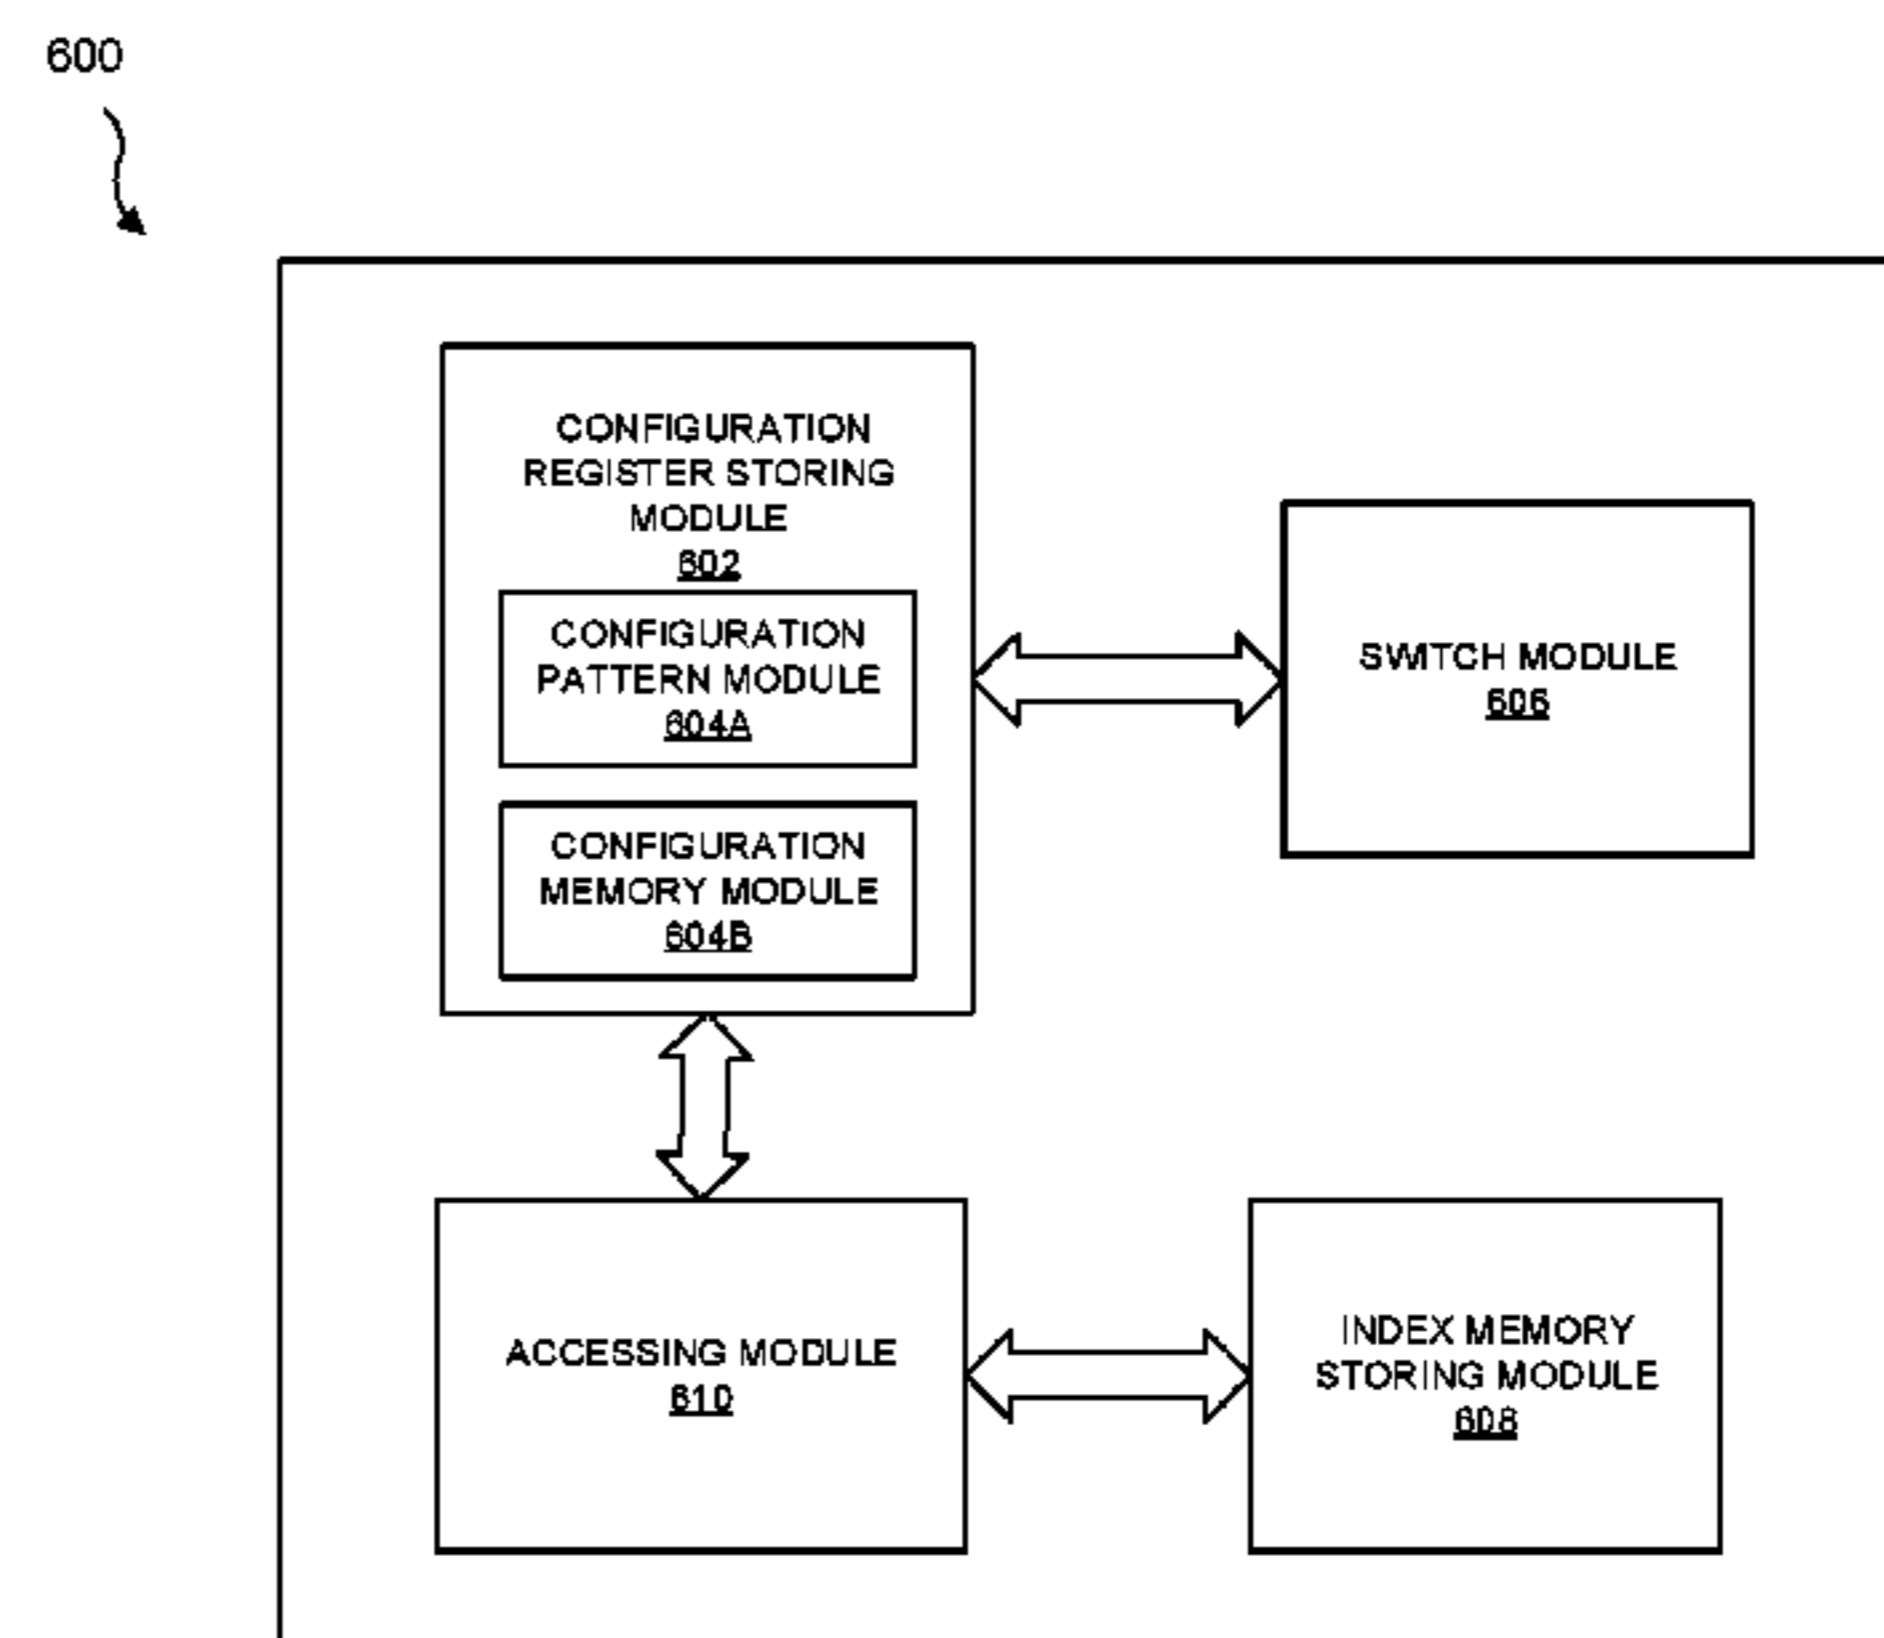 600
CONFIGURATION
REGISTER STORING
MODULE
602
CONFIGURATION
PATTERN MODULE
604A
CONFIGURATION
MEMORY MODULE
604B
SWITCH MODULE
606
ACCESSING MODULE
610
INDEX MEMORY
STORING MODULE
608